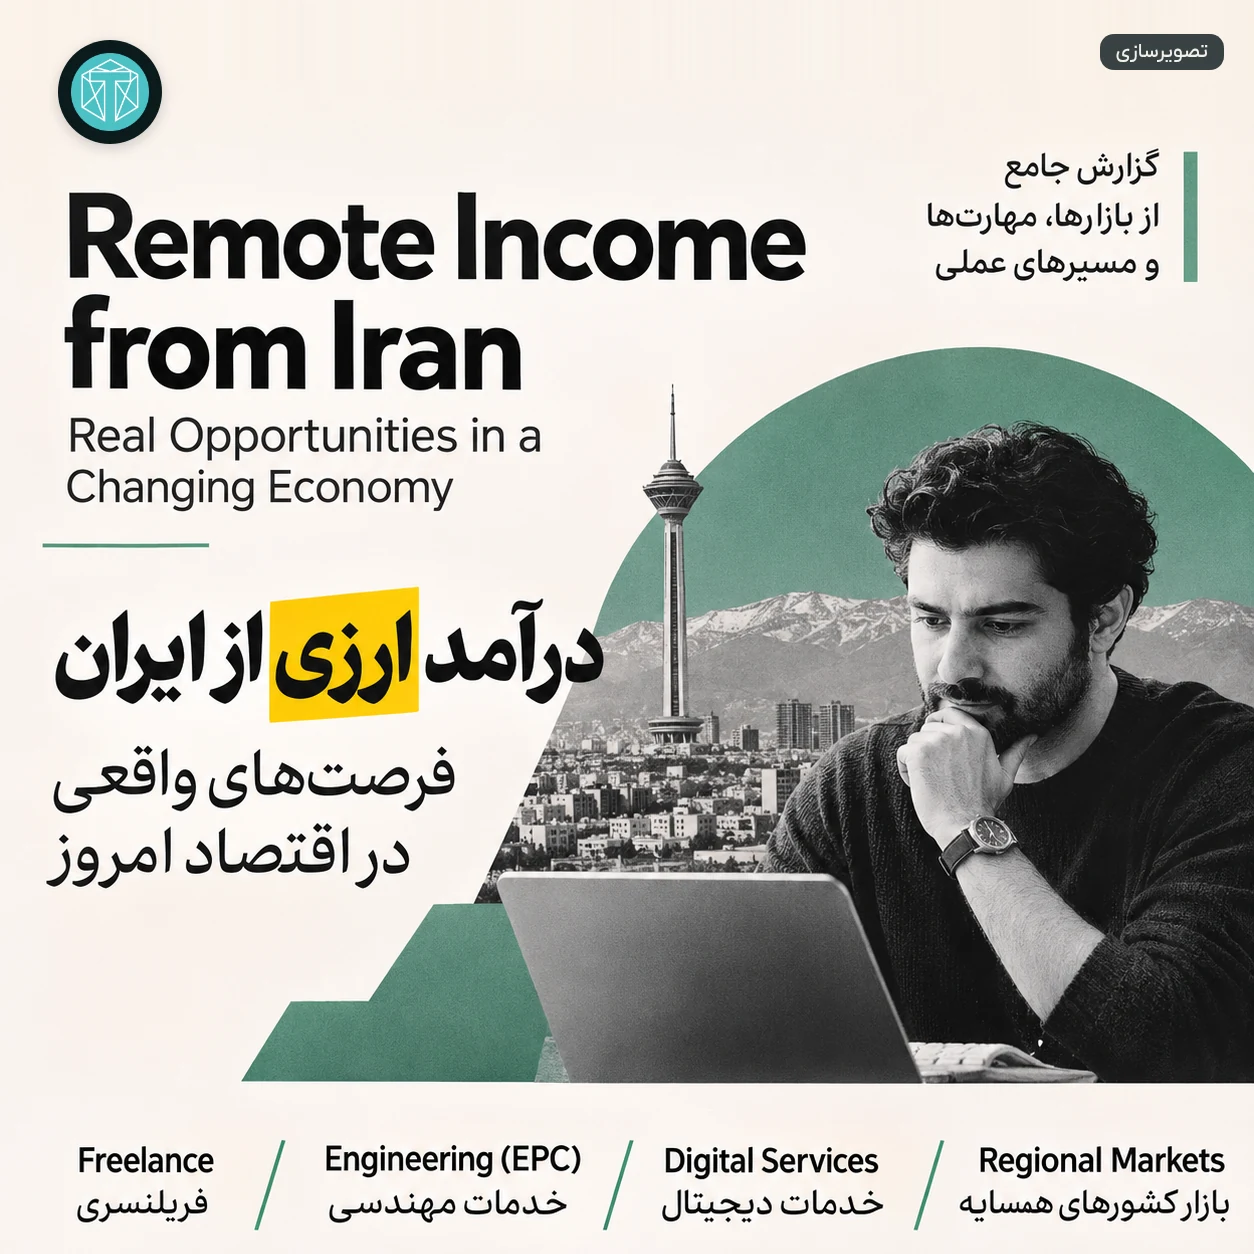 تصویرسازی
Remote Income
from Iran
Real Opportunities in a
Changing Economy
گزارش جامع
از بازارها، مهارت‌ها
و مسیرهای عملی
درآمد ارزی از ایران
فرصت‌های واقعی
در اقتصاد امروز
Freelance
فریلنسری
Engineering (EPC)
خدمات مهندسی
Digital Services
خدمات دیجیتال
Regional Markets
بازار کشورهای همسایه